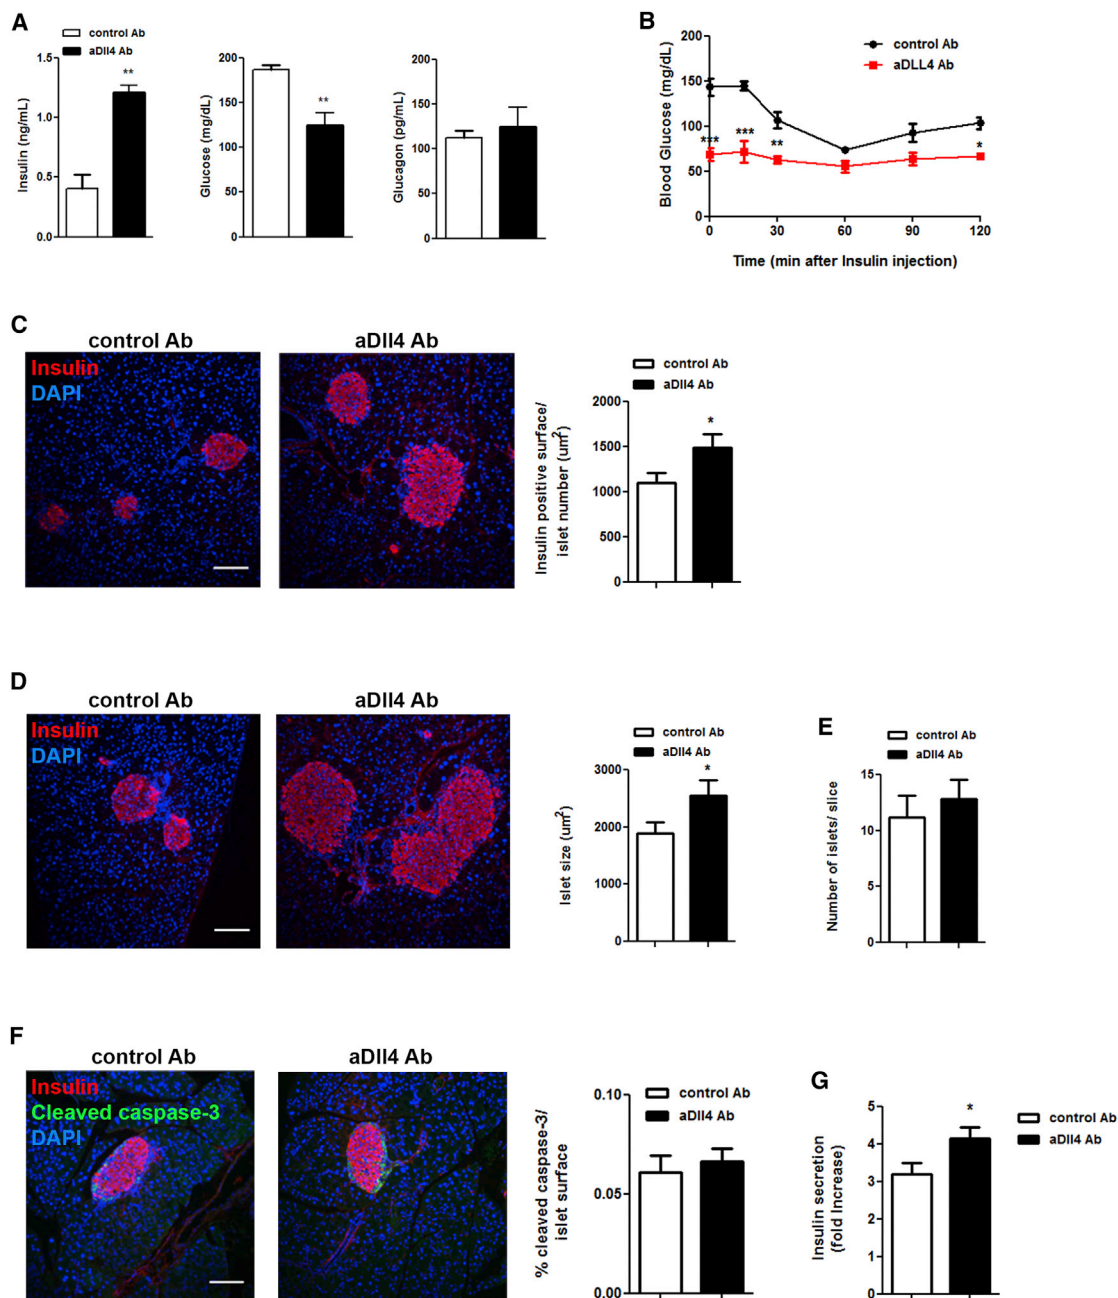 A
control Ab
aDll4 Ab
Insulin (ng/mL)
1.5
1.0
0.5
0.0
**
Glucose (mg/dL)
200
150
100
50
0
**
Glucagon (pg/mL)
200
150
100
50
0
B
control Ab
aDLL4 Ab
Blood Glucose (mg/dL)
200
150
100
50
0
***
***
**
*
0
30
60
90
120
Time (min after Insulin injection)
C
control Ab
aDll4 Ab
Insulin
DAPI
control Ab
aDll4 Ab
Insulin positive surface/
islet number (um²)
2000
1500
1000
500
0
*
D
control Ab
aDll4 Ab
Insulin
DAPI
control Ab
aDll4 Ab
Islet size (um²)
3000
2000
1000
0
*
E
control Ab
aDll4 Ab
Number of islets/ slice
15
10
5
0
F
control Ab
aDll4 Ab
Insulin
Cleaved caspase-3
DAPI
% cleaved caspase-3/
islet surface
0.10
0.05
0.00
control Ab
aDll4 Ab
G
Insulin secretion
(fold Increase)
5
4
3
2
1
0
*
control Ab
aDll4 Ab